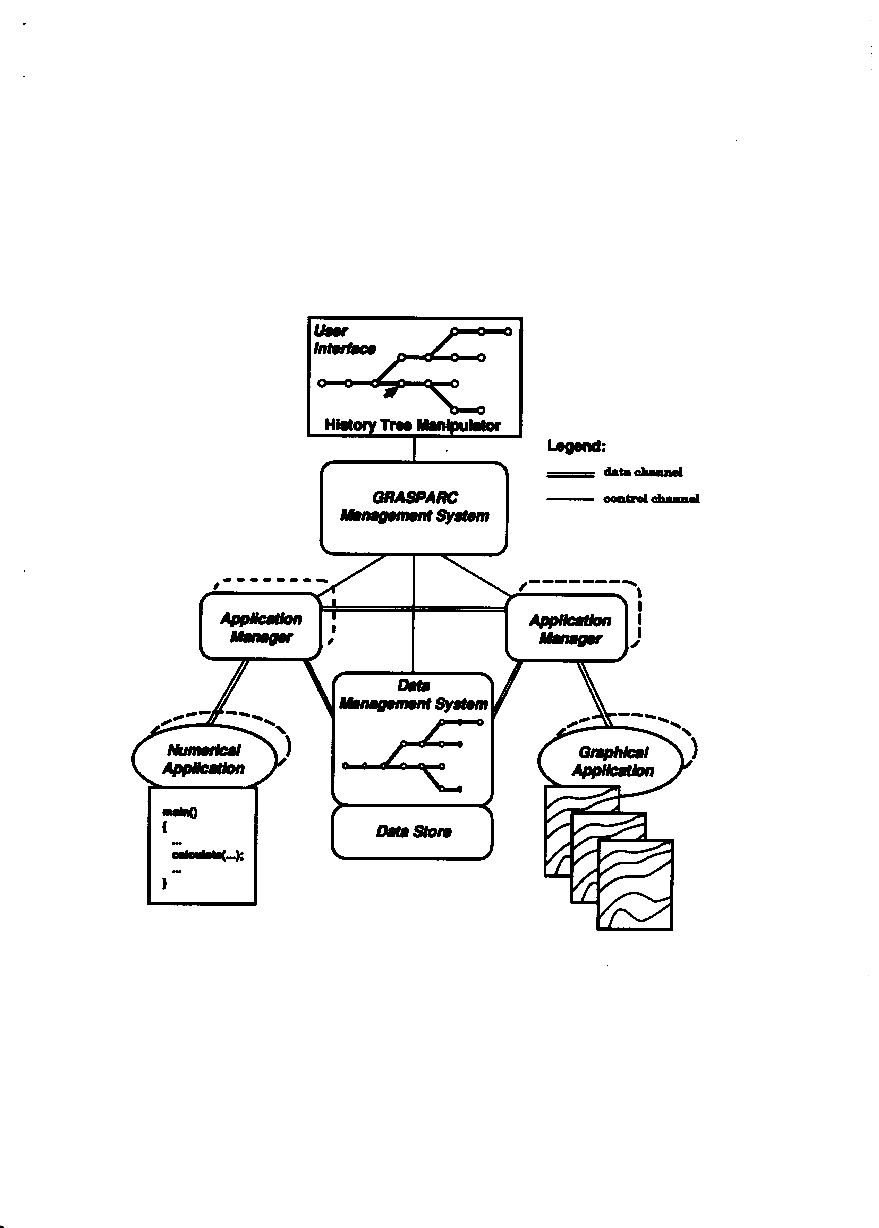 User
Interface
History Tree Manipulator
Legend:
data channel
control channel
GRASPARC
Management System
Application
Manager
Application
Manager
Data
Management System
Numerical
Application
Graphical
Application
main()
{
...
calculate(...);
...
}
Data Store